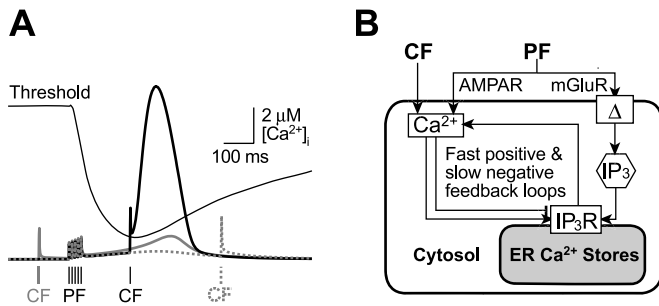 A
Threshold
2 µM
[Ca²⁺]ᵢ
100 ms
CF PF CF CF
B
CF PF
AMPAR mGluR
Δ
Ca²⁺
Fast positive &
slow negative
feedback loops
IP₃
IP₃R
Cytosol
ER Ca²⁺ Stores